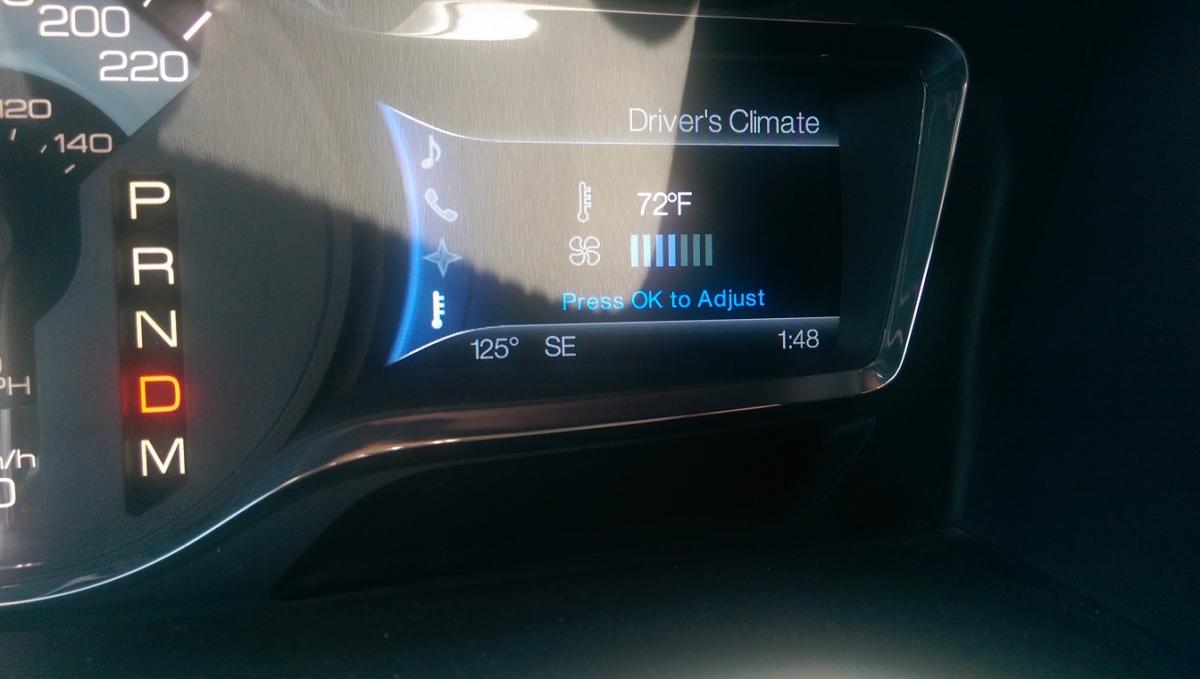 200
220
120
140
P
R
N
D
M
Driver's Climate
72°F
Press OK to Adjust
125° SE 1:48